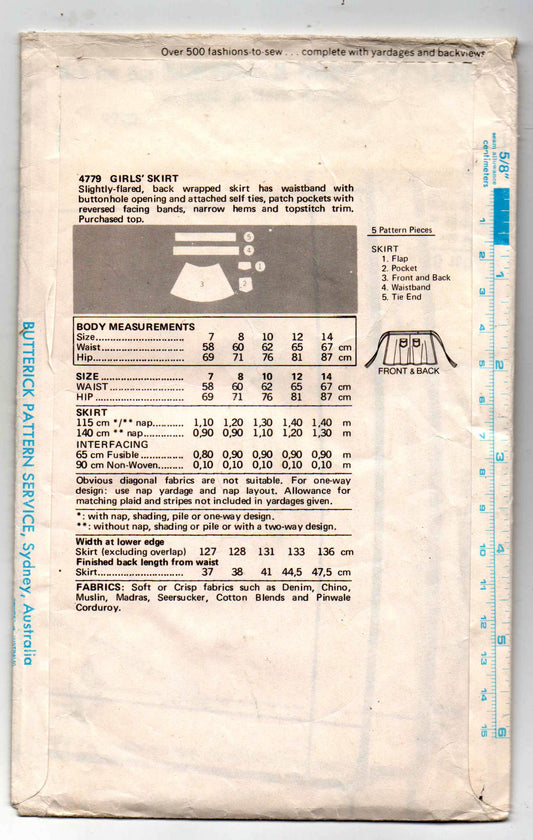 Over 500 fashions-to-sew . . . complete with yardages and backviews
4779 GIRLS' SKIRT
Slightly-flared, back wrapped skirt has waistband with
buttonhole opening and attached self ties, patch pockets with
reversed facing bands, narrow hems and topstitch trim.
Purchased top.
5
4
1
3
2
5 Pattern Pieces
SKIRT
1. Flap
2. Pocket
3. Front and Back
4. Waistband
5. Tie End
FRONT & BACK
BODY MEASUREMENTS
Size.............................. 7 8 10 12 14
Waist............................ 58 60 62 65 67 cm
Hip............................... 69 71 76 81 87 cm
SIZE ............................ 7 8 10 12 14
WAIST .......................... 58 60 62 65 67 cm
HIP .............................. 69 71 76 81 87 cm
SKIRT
115 cm */** nap........... 1,10 1,20 1,30 1,40 1,40 m
140 cm ** nap.............. 0,90 0,90 1,10 1,20 1,30 m
INTERFACING
65 cm Fusible .............. 0,80 0,90 0,90 0,90 0,90 m
90 cm Non-Woven........ 0,10 0,10 0,10 0,10 0,10 m
Obvious diagonal fabrics are not suitable. For one-way
design: use nap yardage and nap layout. Allowance for
matching plaid and stripes not included in yardages given.
*: with nap, shading, pile or one-way design.
**: without nap, shading or pile or with a two-way design.
Width at lower edge
Skirt (excluding overlap) 127 128 131 133 136 cm
Finished back length from waist
Skirt............................. 37 38 41 44,5 47,5 cm
FABRICS: Soft or Crisp fabrics such as Denim, Chino,
Muslin, Madras, Seersucker, Cotton Blends and Pinwale
Corduroy.
BUTTERICK PATTERN SERVICE, Sydney, Australia
5/8"
seam allowance
centimeters
1
2
3
4
5
6
7
8
9
10
11
12
13
14
15
1
2
3
4
5
6